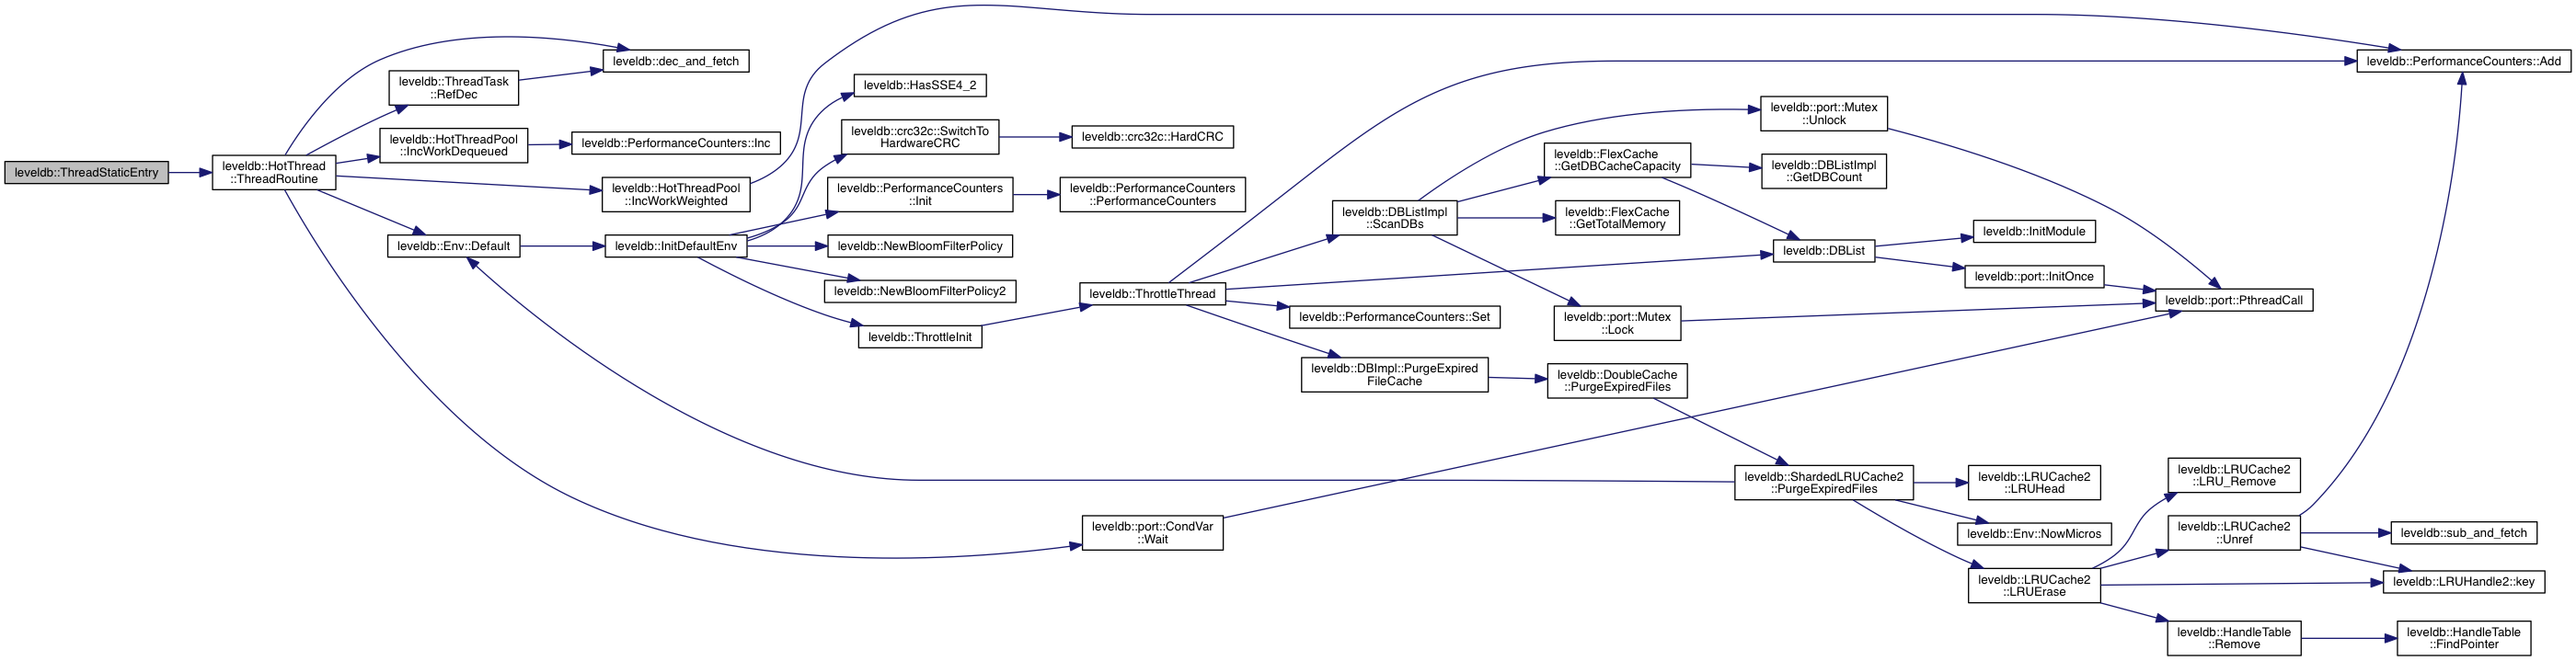 leveldb::ThreadStaticEntry
leveldb::HotThread
::ThreadRoutine
leveldb::dec_and_fetch
leveldb::ThreadTask
::RefDec
leveldb::HotThreadPool
::IncWorkDequeued
leveldb::PerformanceCounters::Inc
leveldb::HotThreadPool
::IncWorkWeighted
leveldb::Env::Default
leveldb::InitDefaultEnv
leveldb::HasSSE4_2
leveldb::crc32c::SwitchTo
HardwareCRC
leveldb::crc32c::HardCRC
leveldb::PerformanceCounters
::Init
leveldb::PerformanceCounters
::PerformanceCounters
leveldb::NewBloomFilterPolicy
leveldb::NewBloomFilterPolicy2
leveldb::ThrottleInit
leveldb::ThrottleThread
leveldb::port::CondVar
::Wait
leveldb::DBListImpl
::ScanDBs
leveldb::PerformanceCounters::Set
leveldb::DBImpl::PurgeExpired
FileCache
leveldb::FlexCache
::GetDBCacheCapacity
leveldb::FlexCache
::GetTotalMemory
leveldb::port::Mutex
::Lock
leveldb::DoubleCache
::PurgeExpiredFiles
leveldb::port::Mutex
::Unlock
leveldb::DBListImpl
::GetDBCount
leveldb::DBList
leveldb::ShardedLRUCache2
::PurgeExpiredFiles
leveldb::InitModule
leveldb::port::InitOnce
leveldb::LRUCache2
::LRUHead
leveldb::Env::NowMicros
leveldb::LRUCache2
::LRUErase
leveldb::port::PthreadCall
leveldb::LRUCache2
::LRU_Remove
leveldb::LRUCache2
::Unref
leveldb::HandleTable
::Remove
leveldb::PerformanceCounters::Add
leveldb::sub_and_fetch
leveldb::LRUHandle2::key
leveldb::HandleTable
::FindPointer